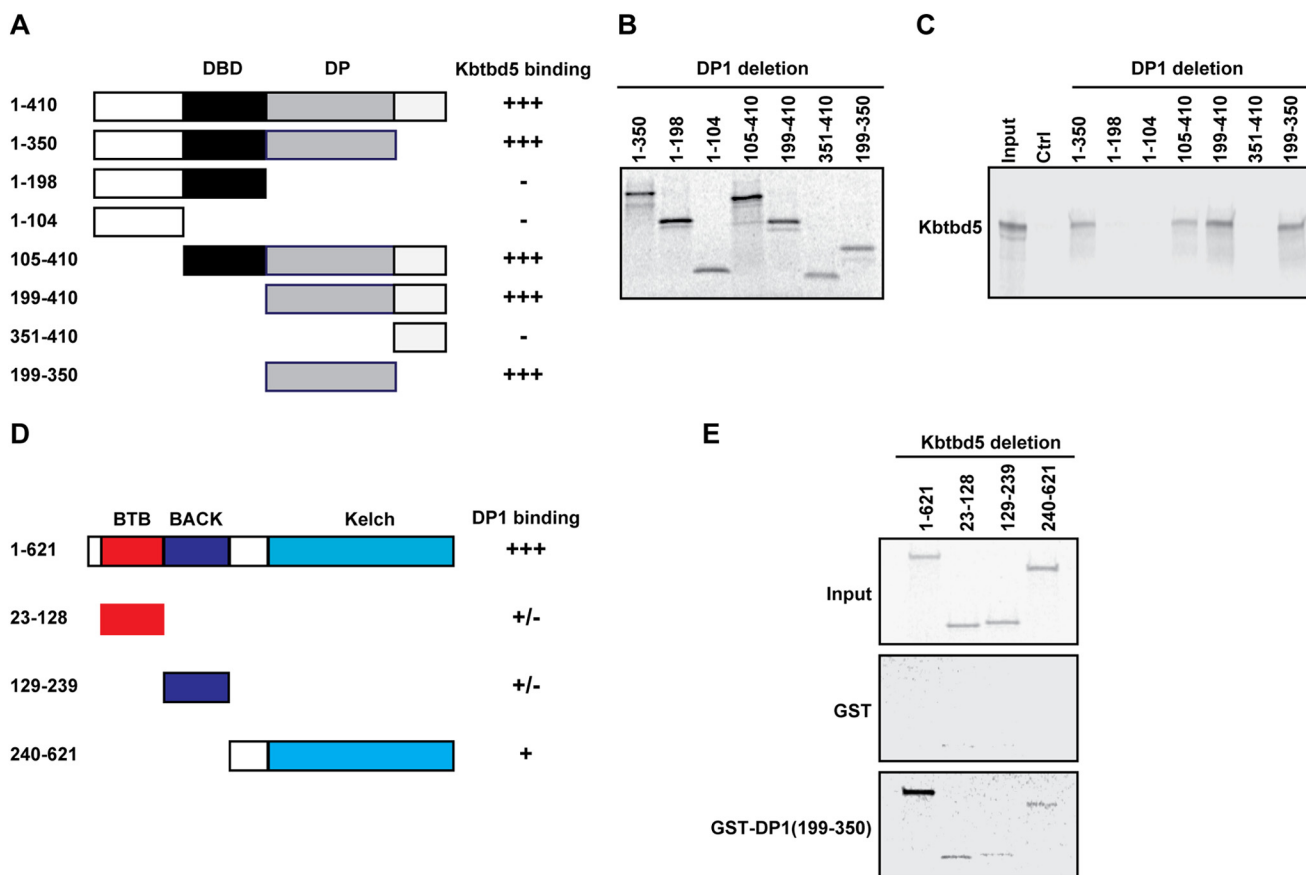 A
DBD DP Kbtbd5 binding
1-410 +++
1-350 +++
1-198 -
1-104 -
105-410 +++
199-410 +++
351-410 -
199-350 +++
B
DP1 deletion
1-350 1-198 1-104 105-410 199-410 351-410 199-350
C
DP1 deletion
Input Ctrl 1-350 1-198 1-104 105-410 199-410 351-410 199-350
Kbtbd5
D
BTB BACK Kelch DP1 binding
1-621 +++
23-128 +/-
129-239 +/-
240-621 +
E
Kbtbd5 deletion
1-621 23-128 129-239 240-621
Input
GST
GST-DP1(199-350)